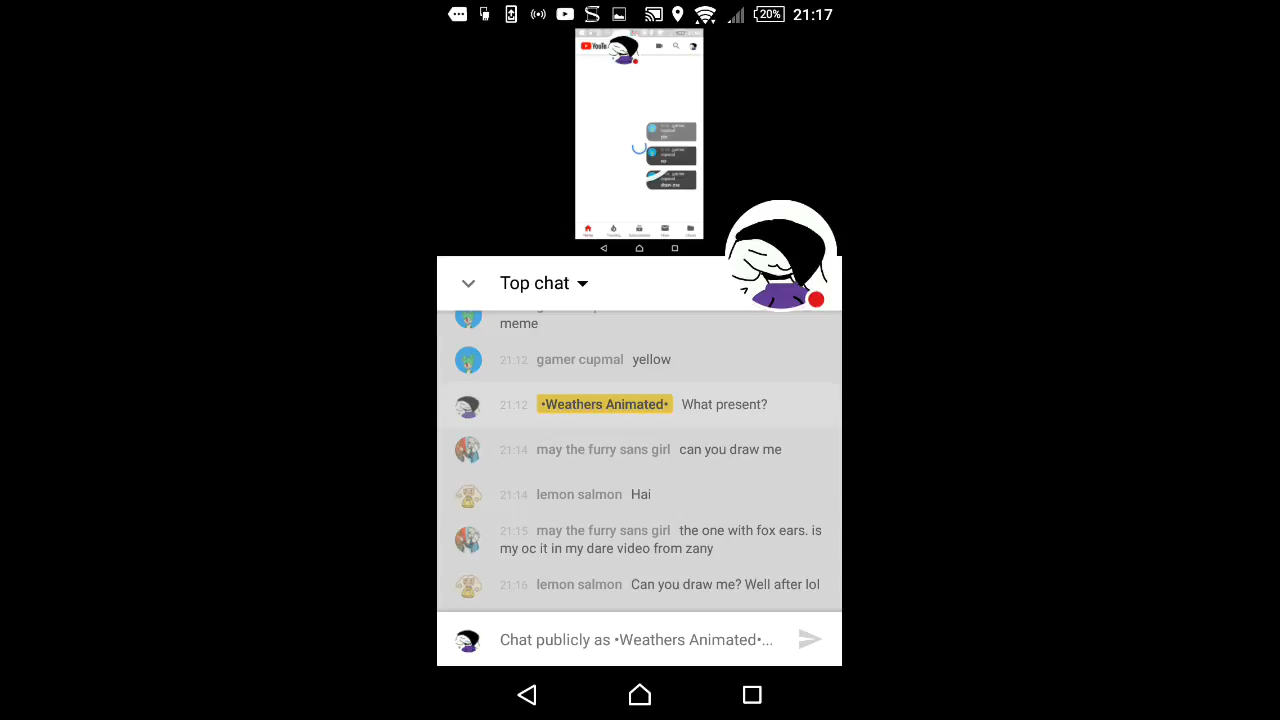 20% 21:17
YouTu
Top chat
meme
21:12 gamer cupmal yellow
21:12 •Weathers Animated• What present?
21:14 may the furry sans girl can you draw me
21:14 lemon salmon Hai
21:15 may the furry sans girl the one with fox ears. is
my oc it in my dare video from zany
21:16 lemon salmon Can you draw me? Well after lol
Chat publicly as •Weathers Animated•...